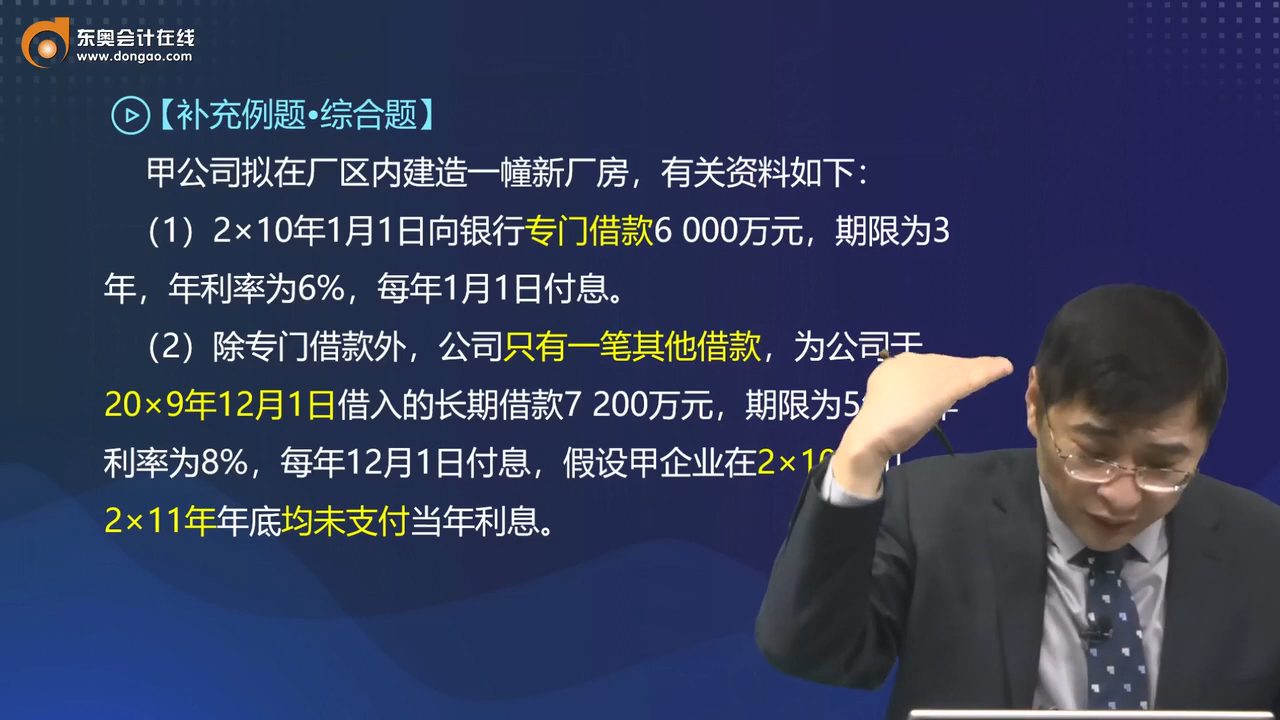 东奥会计在线
www.dongao.com
【补充例题•综合题】
甲公司拟在厂区内建造一幢新厂房，有关资料如下：
（1）2×10年1月1日向银行专门借款6 000万元，期限为3
年，年利率为6%，每年1月1日付息。
（2）除专门借款外，公司只有一笔其他借款，为公司于
20×9年12月1日借入的长期借款7 200万元，期限为5
利率为8%，每年12月1日付息，假设甲企业在2×10
2×11年年底均未支付当年利息。